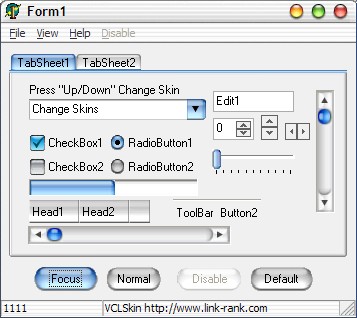 Form1
File View Help Disable
TabSheet1 TabSheet2
Press "Up/Down" Change Skin
Change Skins
Edit1
0
CheckBox1 RadioButton1
CheckBox2 RadioButton2
Head1 Head2
ToolBar Button2
Focus Normal Disable Default
1111 VCLSkin http://www.link-rank.com